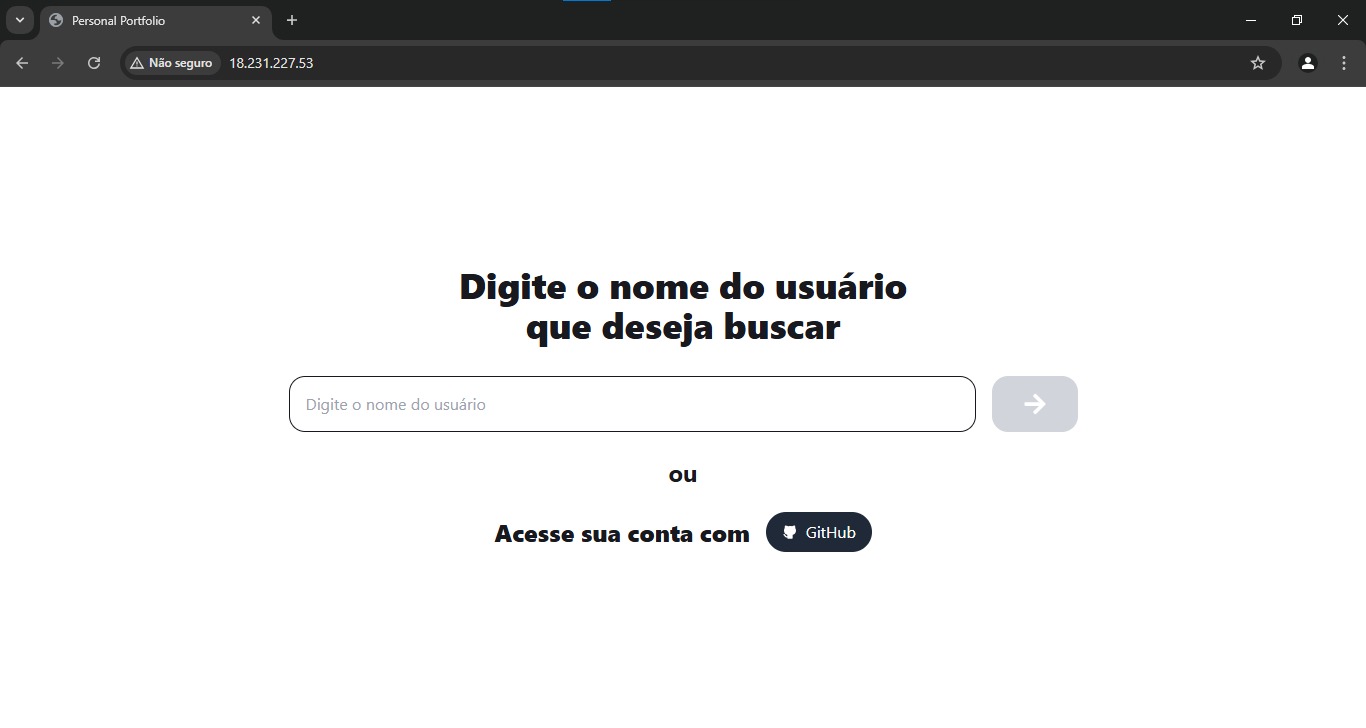 Personal Portfolio
Não seguro 18.231.227.53
Digite o nome do usuário
que deseja buscar
Digite o nome do usuário
ou
Acesse sua conta com GitHub